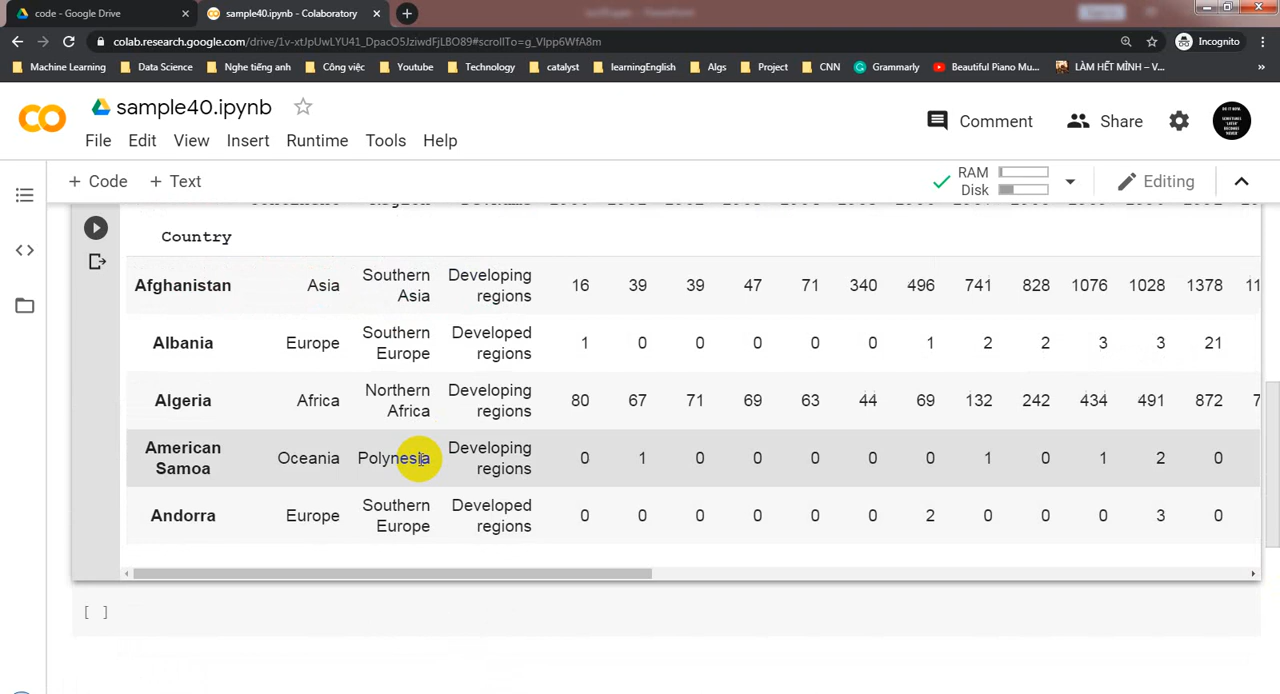 code - Google Drive
sample40.ipynb - Colaboratory
colab.research.google.com/drive/1v-xtJpUwLYU41_DpacO5JziwdFjLBO89#scrollTo=g_VIpp6WfA8m
Incognito
Machine Learning Data Science Nghe tiếng anh Công việc Youtube Technology catalyst learningEnglish Algs Project CNN Grammarly Beautiful Piano Mu... LÀM HẾT MÌNH – V... »
CO sample40.ipynb
Comment Share
File Edit View Insert Runtime Tools Help
+ Code + Text
RAM
Disk
Editing
Country
Afghanistan Asia Southern Asia Developing regions 16 39 39 47 71 340 496 741 828 1076 1028 1378 11
Albania Europe Southern Europe Developed regions 1 0 0 0 0 0 1 2 2 3 3 21
Algeria Africa Northern Africa Developing regions 80 67 71 69 63 44 69 132 242 434 491 872 7
American Samoa Oceania Polynesia Developing regions 0 1 0 0 0 0 0 1 0 1 2 0
Andorra Europe Southern Europe Developed regions 0 0 0 0 0 0 2 0 0 0 3 0
[ ]